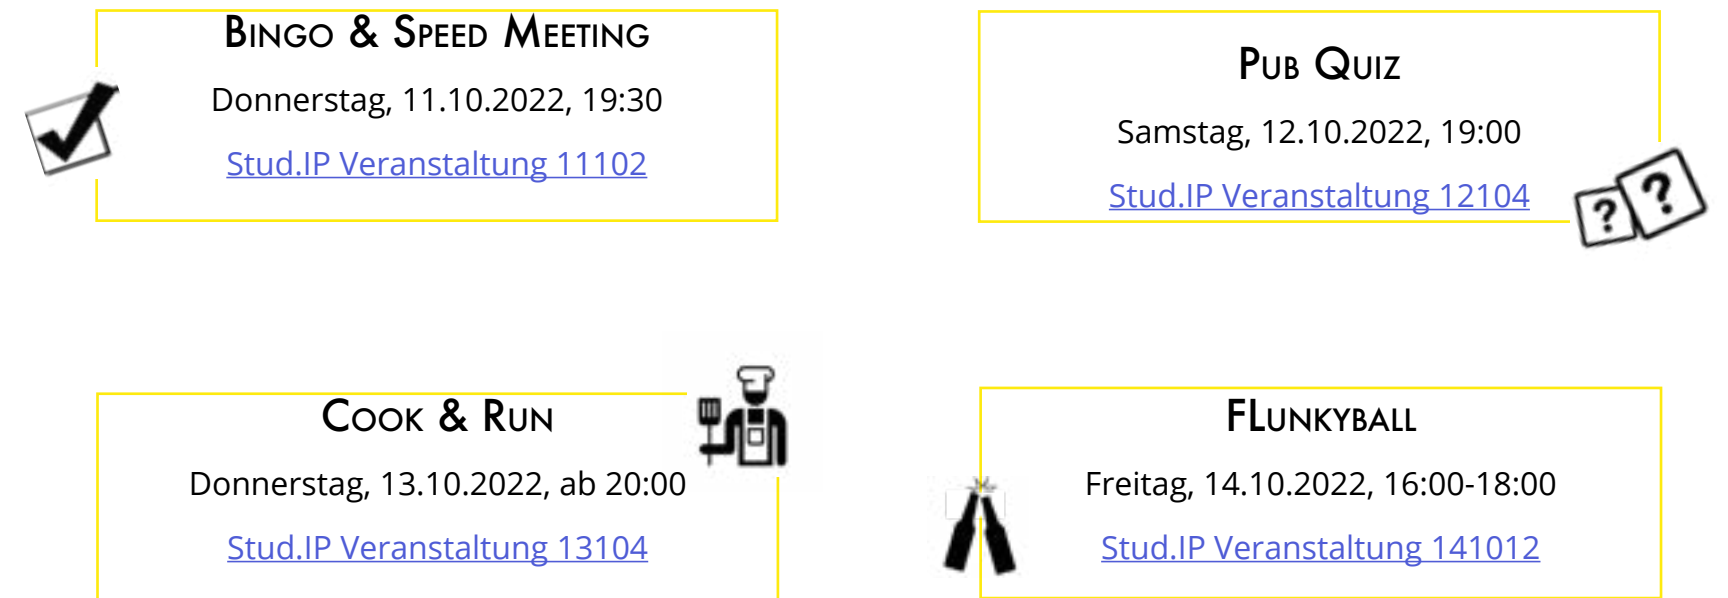 Bingo & Speed Meeting
Donnerstag, 11.10.2022, 19:30
Stud.IP Veranstaltung 11102
Pub Quiz
Samstag, 12.10.2022, 19:00
Stud.IP Veranstaltung 12104
? ?
Cook & Run
Donnerstag, 13.10.2022, ab 20:00
Stud.IP Veranstaltung 13104
FLunkyball
Freitag, 14.10.2022, 16:00-18:00
Stud.IP Veranstaltung 141012